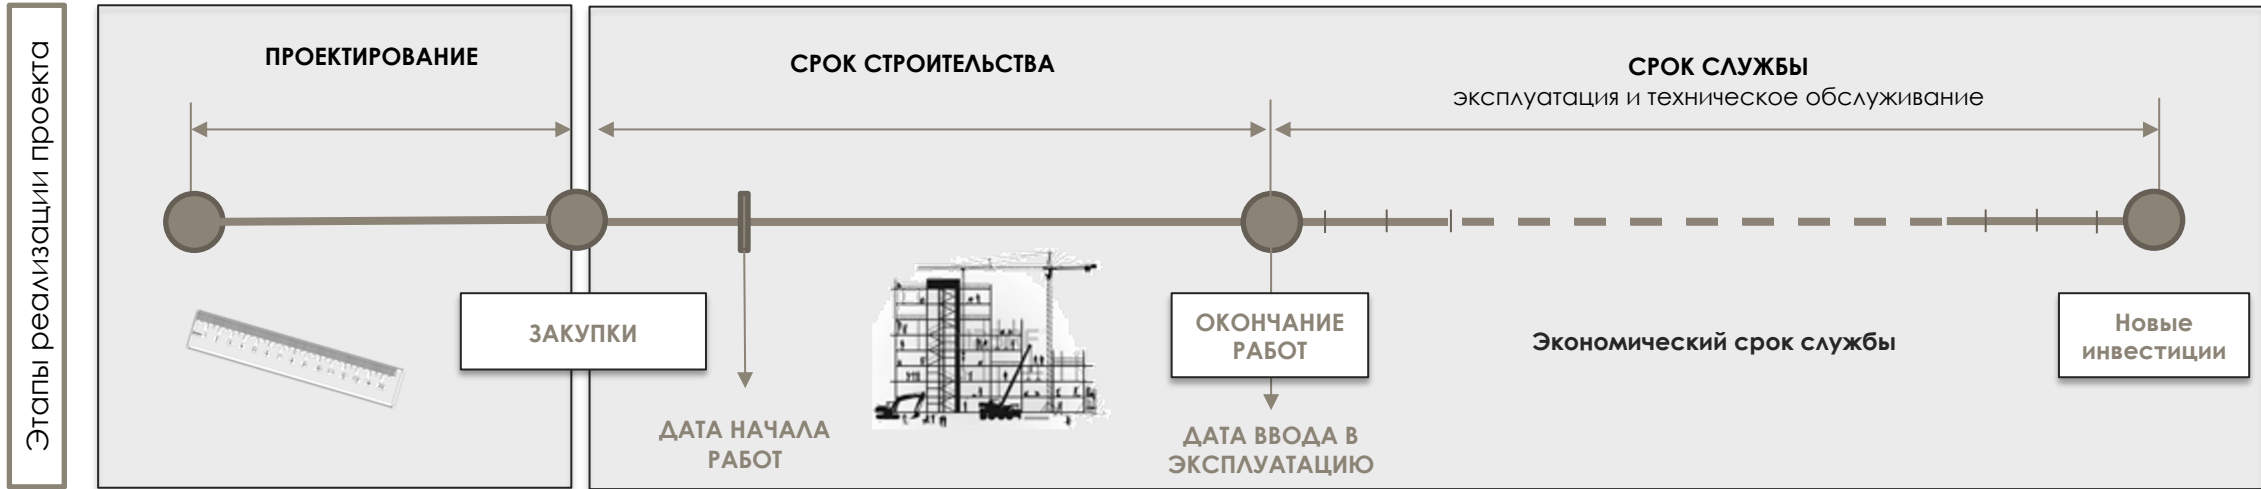 Этапы реализации проекта
ПРОЕКТИРОВАНИЕ
СРОК СТРОИТЕЛЬСТВА
СРОК СЛУЖБЫ
эксплуатация и техническое обслуживание
ЗАКУПКИ
ДАТА НАЧАЛА
РАБОТ
ОКОНЧАНИЕ
РАБОТ
ДАТА ВВОДА В
ЭКСПЛУАТАЦИЮ
Экономический срок службы
Новые
инвестиции